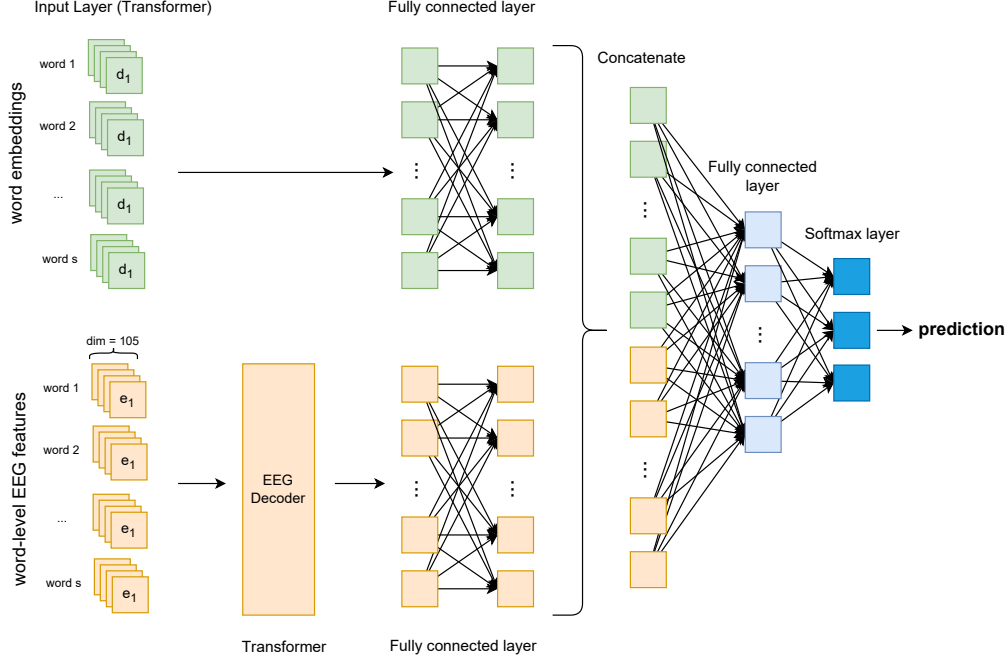 Input Layer (Transformer)
Fully connected layer
word embeddings
word 1
d1
word 2
d1
...
d1
word s
d1
...
...
Concatenate
...
Fully connected
layer
...
Softmax layer
prediction
word-level EEG features
dim = 105
word 1
e1
word 2
e1
...
e1
word s
e1
EEG
Decoder
Transformer
...
...
Fully connected layer
...